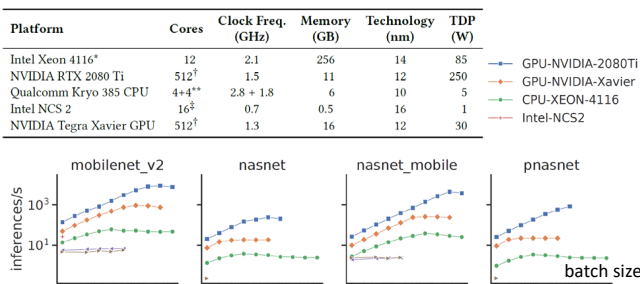 Platform Cores Clock Freq. (GHz) Memory (GB) Technology (nm) TDP (W)
Intel Xeon 4116* 12 2.1 256 14 85
NVIDIA RTX 2080 Ti 512† 1.5 11 12 250
Qualcomm Kryo 385 CPU 4+4** 2.8 + 1.8 6 10 5
Intel NCS 2 16‡ 0.7 0.5 16 1
NVIDIA Tegra Xavier GPU 512† 1.3 16 12 30
GPU-NVIDIA-2080Ti
GPU-NVIDIA-Xavier
CPU-XEON-4116
Intel-NCS2
mobilenet_v2 nasnet nasnet_mobile pnasnet
inferences/s
10³
10¹
batch size